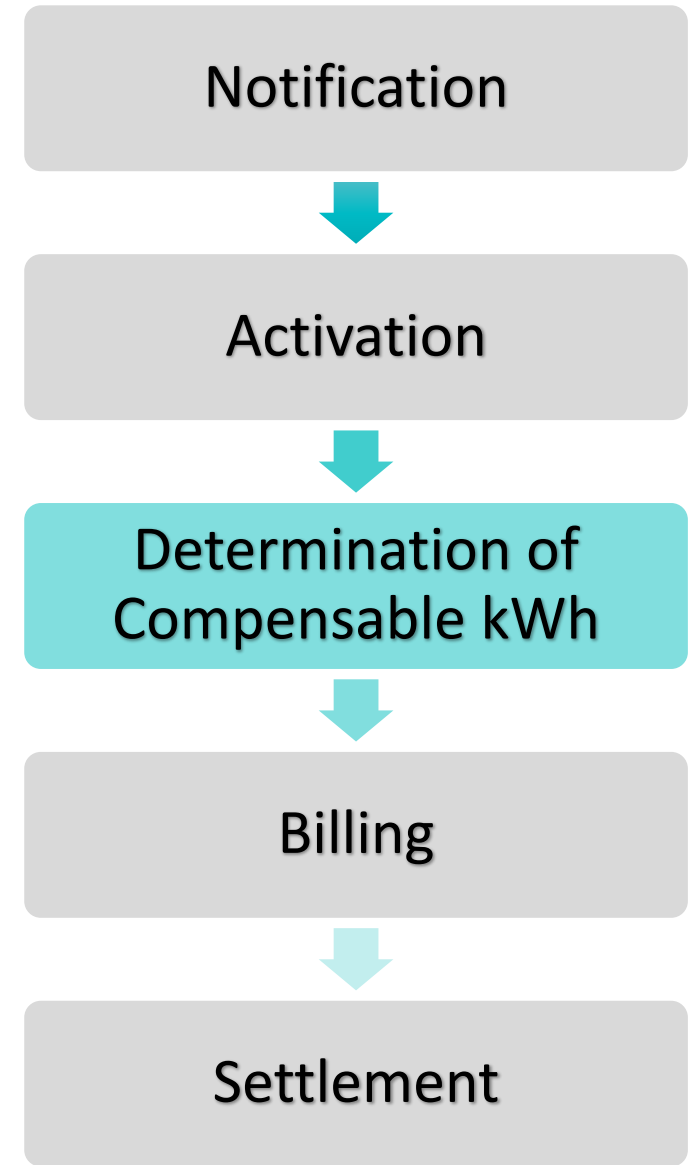 Notification
Activation
Determination of
Compensable kWh
Billing
Settlement